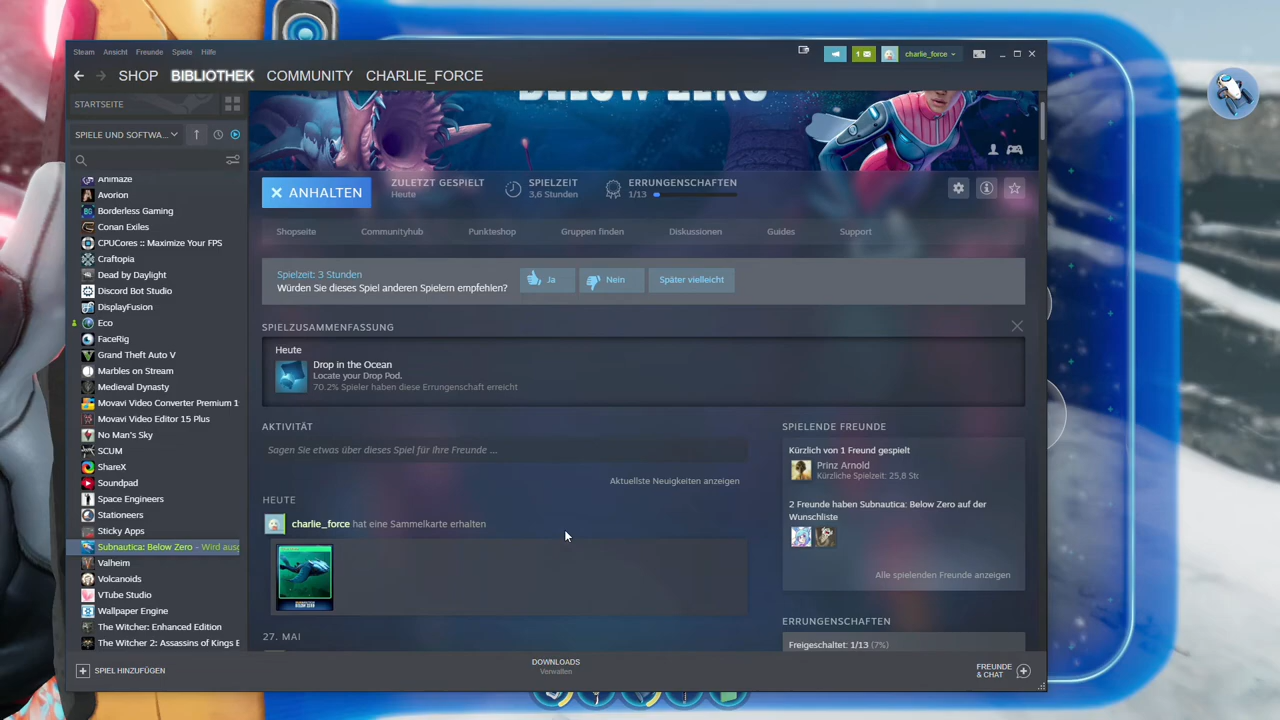 Steam Ansicht Freunde Spiele Hilfe
1
charlie_force
SHOP BIBLIOTHEK COMMUNITY CHARLIE_FORCE
STARTSEITE
SPIELE UND SOFTWA...
Animaze
Avorion
Borderless Gaming
Conan Exiles
CPUCores :: Maximize Your FPS
Craftopia
Dead by Daylight
Discord Bot Studio
DisplayFusion
Eco
FaceRig
Grand Theft Auto V
Marbles on Stream
Medieval Dynasty
Movavi Video Converter Premium 1
Movavi Video Editor 15 Plus
No Man's Sky
SCUM
ShareX
Soundpad
Space Engineers
Stationeers
Sticky Apps
Subnautica: Below Zero - Wird ausg
Valheim
Volcanoids
VTube Studio
Wallpaper Engine
The Witcher: Enhanced Edition
The Witcher 2: Assassins of Kings E
SPIEL HINZUFÜGEN
BELOW ZERO
ANHALTEN
ZULETZT GESPIELT
Heute
SPIELZEIT
3,6 Stunden
ERRUNGENSCHAFTEN
1/13
Shopseite Communityhub Punkteshop Gruppen finden Diskussionen Guides Support
Spielzeit: 3 Stunden
Würden Sie dieses Spiel anderen Spielern empfehlen?
Ja Nein Später vielleicht
SPIELZUSAMMENFASSUNG
Heute
Drop in the Ocean
Locate your Drop Pod.
70.2% Spieler haben diese Errungenschaft erreicht
AKTIVITÄT
Sagen Sie etwas über dieses Spiel für Ihre Freunde ...
Aktuellste Neuigkeiten anzeigen
HEUTE
charlie_force hat eine Sammelkarte erhalten
BELOW ZERO
27. MAI
SPIELENDE FREUNDE
Kürzlich von 1 Freund gespielt
Prinz Arnold
Kürzliche Spielzeit: 25,8 Stc
2 Freunde haben Subnautica: Below Zero auf der
Wunschliste
Alle spielenden Freunde anzeigen
ERRUNGENSCHAFTEN
Freigeschaltet: 1/13 (7%)
DOWNLOADS
Verwalten
FREUNDE
& CHAT